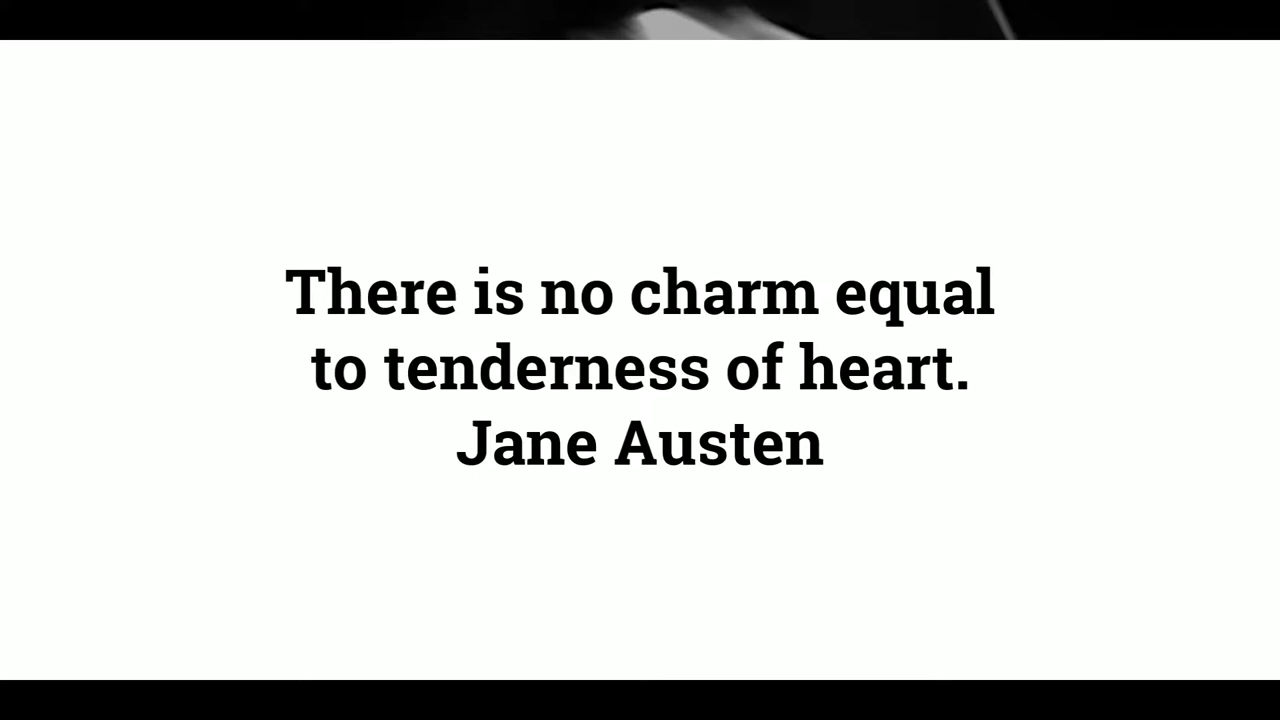 There is no charm equal
to tenderness of heart.
Jane Austen